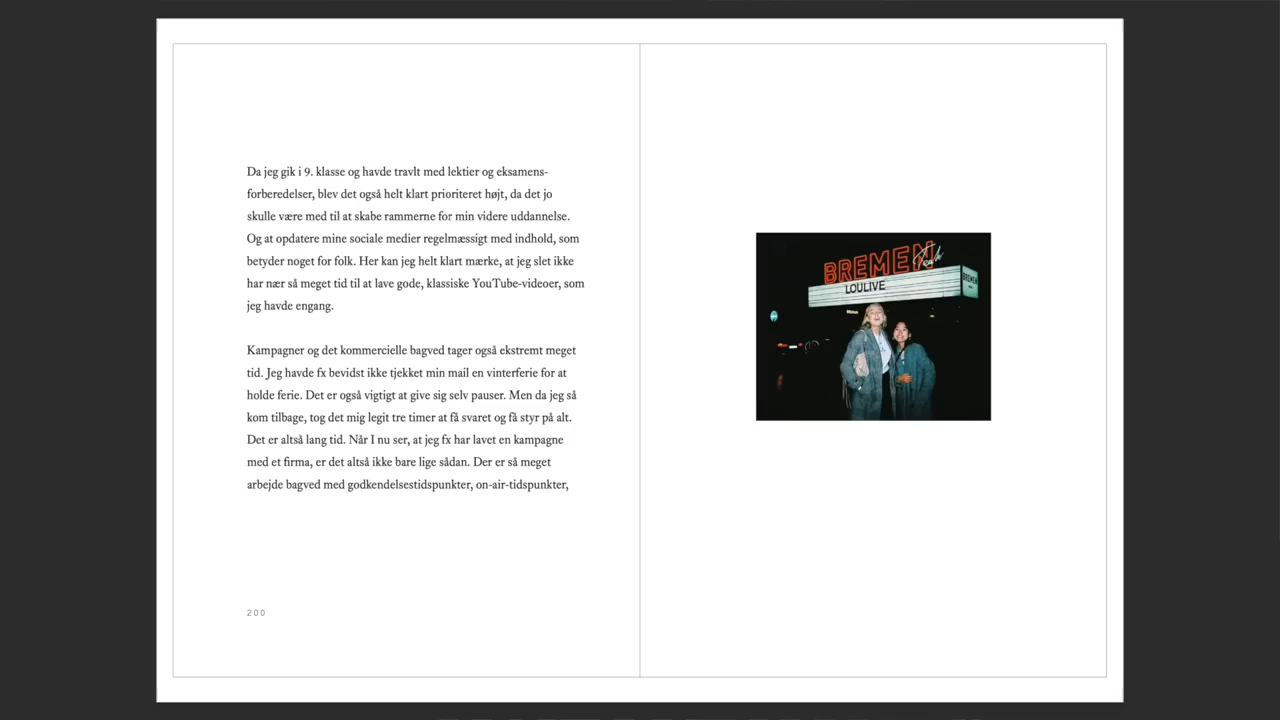 Da jeg gik i 9. klasse og havde travlt med lektier og eksamens-
forberedelser, blev det også helt klart prioriteret højt, da det jo
skulle være med til at skabe rammerne for min videre uddannelse.
Og at opdatere mine sociale medier regelmæssigt med indhold, som
betyder noget for folk. Her kan jeg helt klart mærke, at jeg slet ikke
har nær så meget tid til at lave gode, klassiske YouTube-videoer, som
jeg havde engang.
Kampagner og det kommercielle bagved tager også ekstremt meget
tid. Jeg havde fx bevidst ikke tjekket min mail en vinterferie for at
holde ferie. Det er også vigtigt at give sig selv pauser. Men da jeg så
kom tilbage, tog det mig legit tre timer at få svaret og få styr på alt.
Det er altså lang tid. Når I nu ser, at jeg fx har lavet en kampagne
med et firma, er det altså ikke bare lige sådan. Der er så meget
arbejde bagved med godkendelsestidspunkter, on-air-tidspunkter,
200
BREMEN
LOULIVE
BREMEN